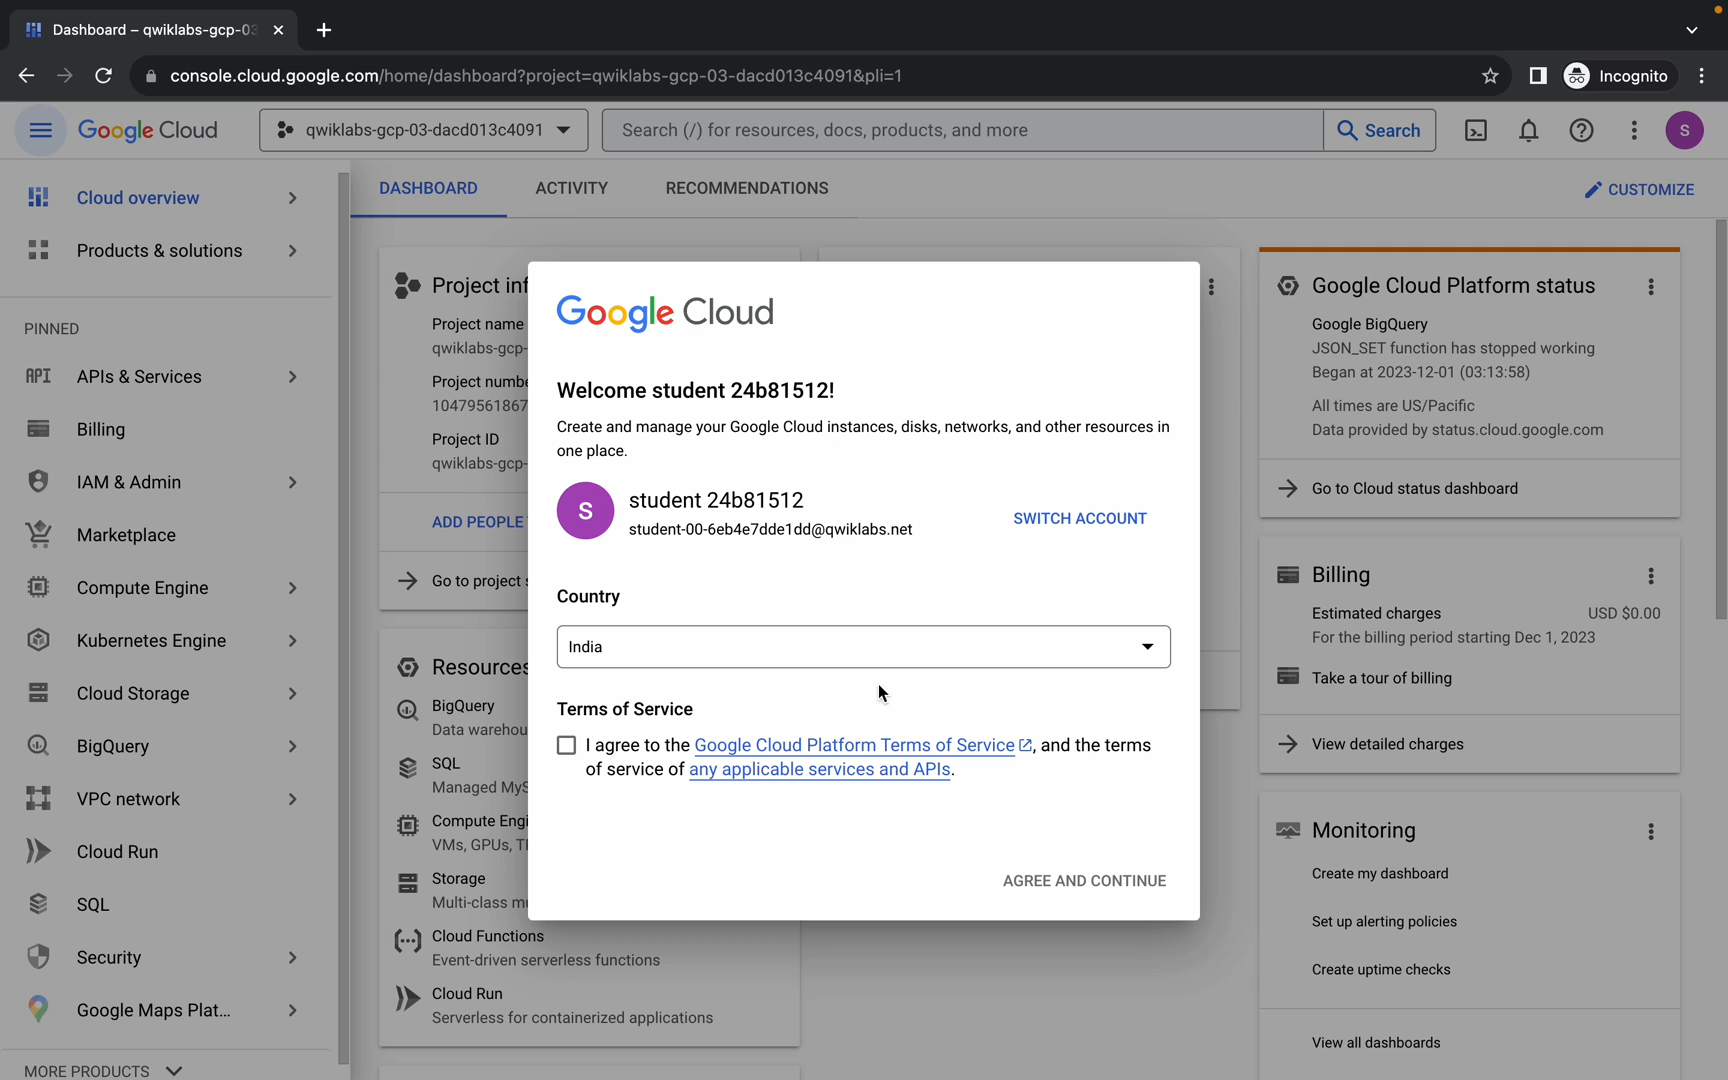 Dashboard – qwiklabs-gcp-03
console.cloud.google.com/home/dashboard?project=qwiklabs-gcp-03-dacd013c4091&pli=1
Incognito
Google Cloud
qwiklabs-gcp-03-dacd013c4091
Search (/) for resources, docs, products, and more
Search
S
Cloud overview
Products & solutions
PINNED
API
APIs & Services
Billing
IAM & Admin
Marketplace
Compute Engine
Kubernetes Engine
Cloud Storage
BigQuery
VPC network
Cloud Run
SQL
Security
Google Maps Plat...
MORE PRODUCTS
DASHBOARD
ACTIVITY
RECOMMENDATIONS
CUSTOMIZE
Project inf
Project name
qwiklabs-gcp-
Project numbe
10479561867
Project ID
qwiklabs-gcp-
ADD PEOPLE
Go to project s
Resources
BigQuery
Data warehou
SQL
Managed MyS
Compute Engi
VMs, GPUs,
Storage
Multi-class mu
Cloud Functions
Event-driven serverless functions
Cloud Run
Serverless for containerized applications
Google Cloud
Welcome student 24b81512!
Create and manage your Google Cloud instances, disks, networks, and other resources in
one place.
S
student 24b81512
student-00-6eb4e7dde1dd@qwiklabs.net
SWITCH ACCOUNT
Country
India
Terms of Service
I agree to the Google Cloud Platform Terms of Service, and the terms
of service of any applicable services and APIs.
AGREE AND CONTINUE
Google Cloud Platform status
Google BigQuery
JSON_SET function has stopped working
Began at 2023-12-01 (03:13:58)
All times are US/Pacific
Data provided by status.cloud.google.com
Go to Cloud status dashboard
Billing
Estimated charges USD $0.00
For the billing period starting Dec 1, 2023
Take a tour of billing
View detailed charges
Monitoring
Create my dashboard
Set up alerting policies
Create uptime checks
View all dashboards